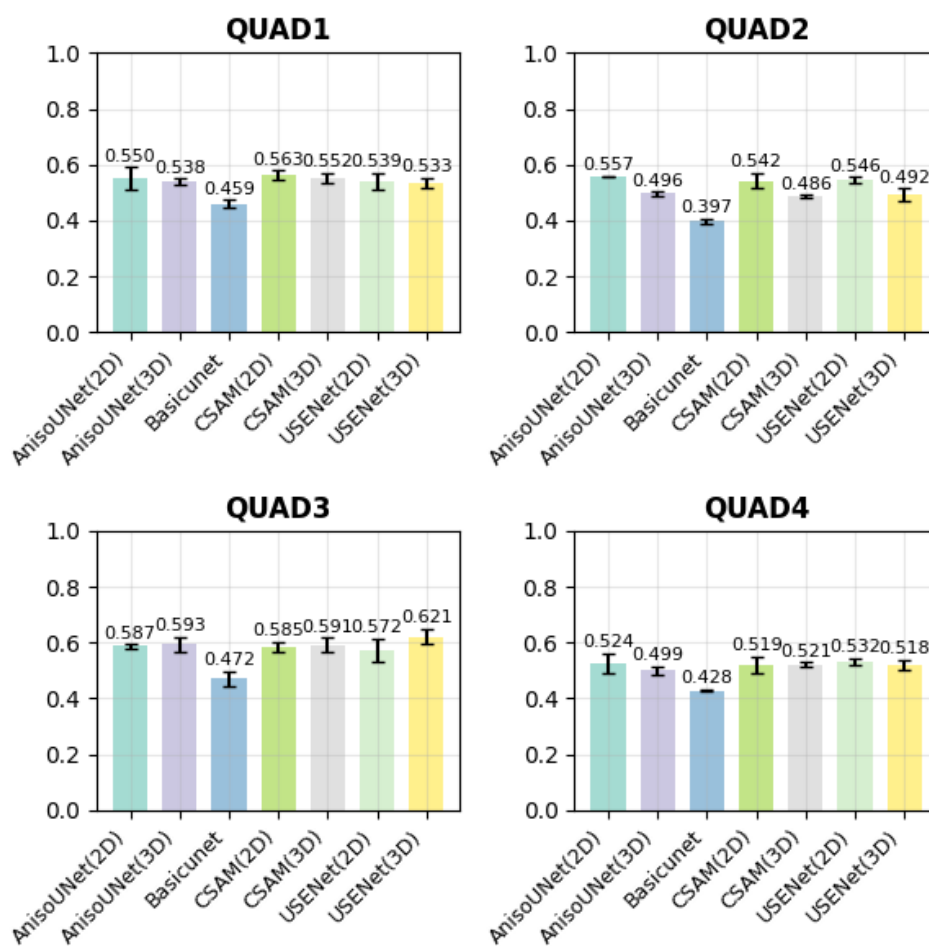 QUAD1
1.0
0.8
0.6
0.4
0.2
0.0
0.550 0.538 0.459 0.563 0.552 0.539 0.533
AnisoUNet(2D) AnisoUNet(3D) Basicunet CSAM(2D) CSAM(3D) USENet(2D) USENet(3D)
QUAD2
1.0
0.8
0.6
0.4
0.2
0.0
0.557 0.496 0.397 0.542 0.486 0.546 0.492
AnisoUNet(2D) AnisoUNet(3D) Basicunet CSAM(2D) CSAM(3D) USENet(2D) USENet(3D)
QUAD3
1.0
0.8
0.6
0.4
0.2
0.0
0.587 0.593 0.472 0.585 0.591 0.572 0.621
AnisoUNet(2D) AnisoUNet(3D) Basicunet CSAM(2D) CSAM(3D) USENet(2D) USENet(3D)
QUAD4
1.0
0.8
0.6
0.4
0.2
0.0
0.524 0.499 0.428 0.519 0.521 0.532 0.518
AnisoUNet(2D) AnisoUNet(3D) Basicunet CSAM(2D) CSAM(3D) USENet(2D) USENet(3D)